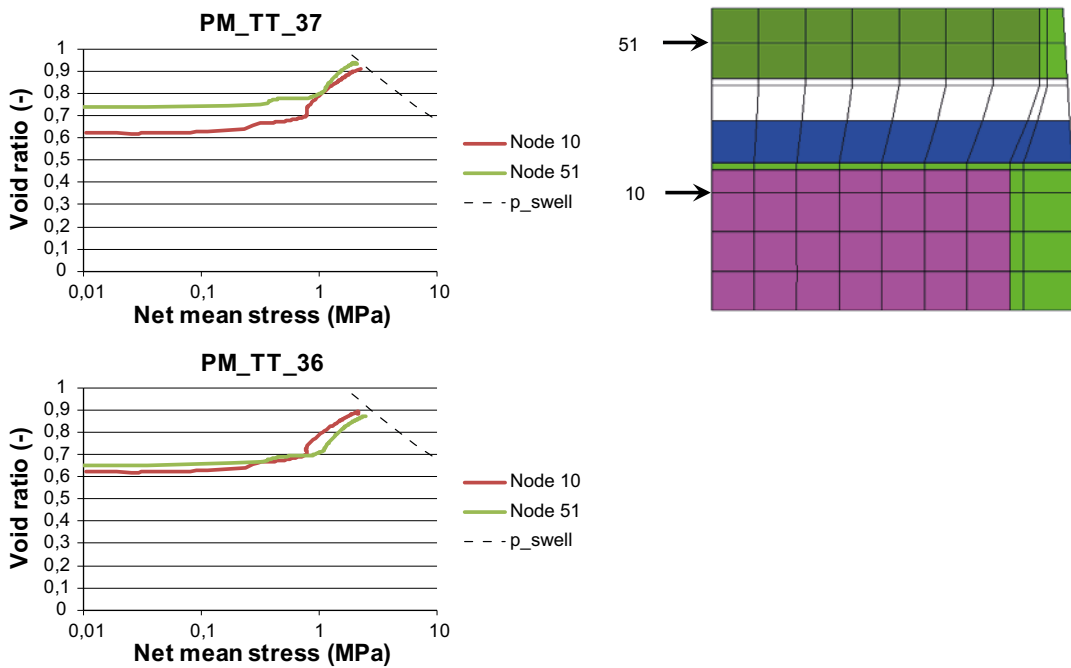 PM_TT_37
1
0,9
0,8
0,7
0,6
0,5
0,4
0,3
0,2
0,1
0
Void ratio (-)
0,01 0,1 1 10
Net mean stress (MPa)
Node 10
Node 51
p_swell
51
10
PM_TT_36
1
0,9
0,8
0,7
0,6
0,5
0,4
0,3
0,2
0,1
0
Void ratio (-)
0,01 0,1 1 10
Net mean stress (MPa)
Node 10
Node 51
p_swell